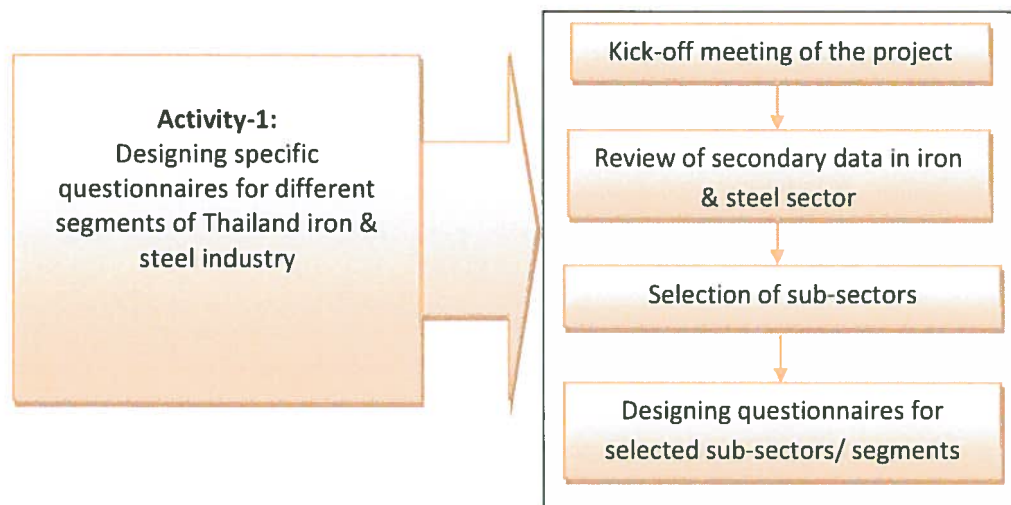 Activity-1:
Designing specific
questionnaires for different
segments of Thailand iron &
steel industry
Kick-off meeting of the project
Review of secondary data in iron
& steel sector
Selection of sub-sectors
Designing questionnaires for
selected sub-sectors/ segments